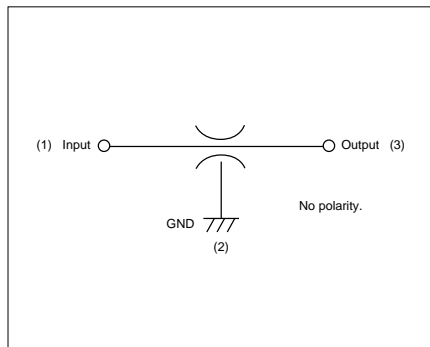 (1) Input Output (3)
No polarity.
GND
(2)